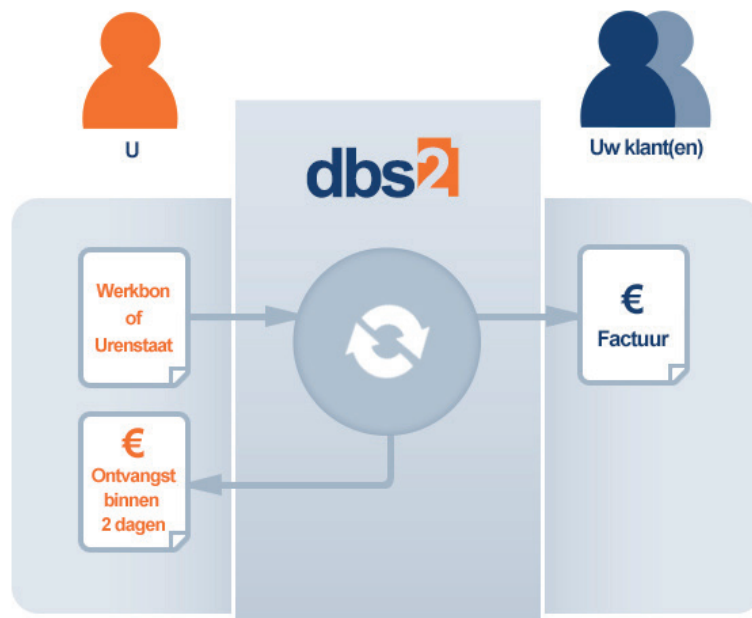 U
Uw klant(en)
dbs2
Werkbon
of
Urenstaat
€
Factuur
€
Ontvangst
binnen
2 dagen